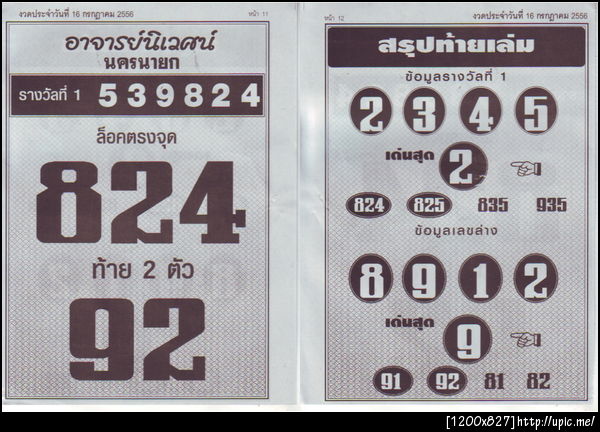 งวดประจำวันที่ 16 กรกฎาคม 2556 หน้า 11
อาจารย์นิเวศน์
นครนายก
รางวัลที่ 1 539824
ล็อคตรงจุด
824
ท้าย 2 ตัว
92
หน้า 12 งวดประจำวันที่ 16 กรกฎาคม 2556
สรุปท้ายเล่ม
ข้อมูลรางวัลที่ 1
2 3 4 5
เด่นสุด 2
824 825 835 935
ข้อมูลเลขล่าง
8 9 1 2
เด่นสุด 9
91 92 81 82
[1200x827]http://upic.me/